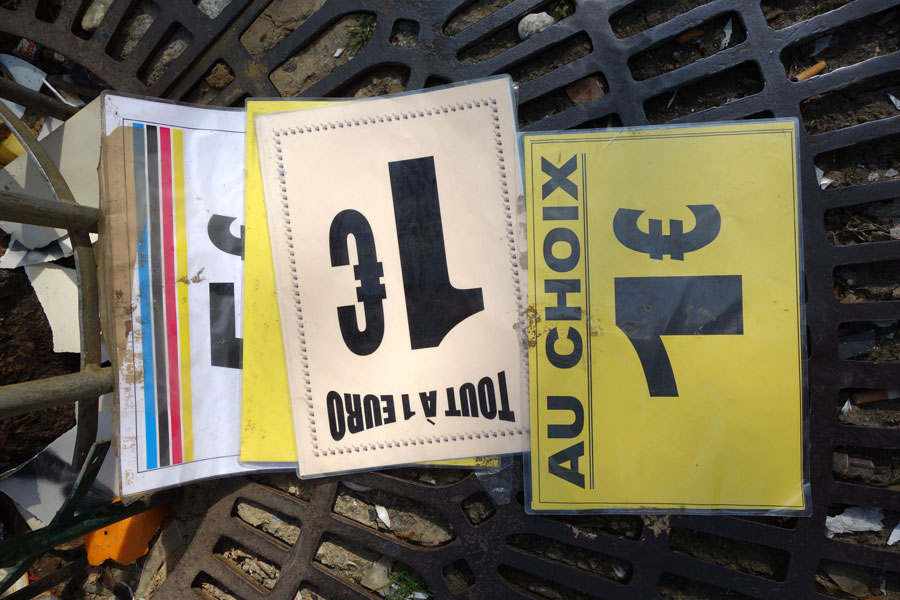 TOUT À 1 EURO
1€
AU CHOIX
1€